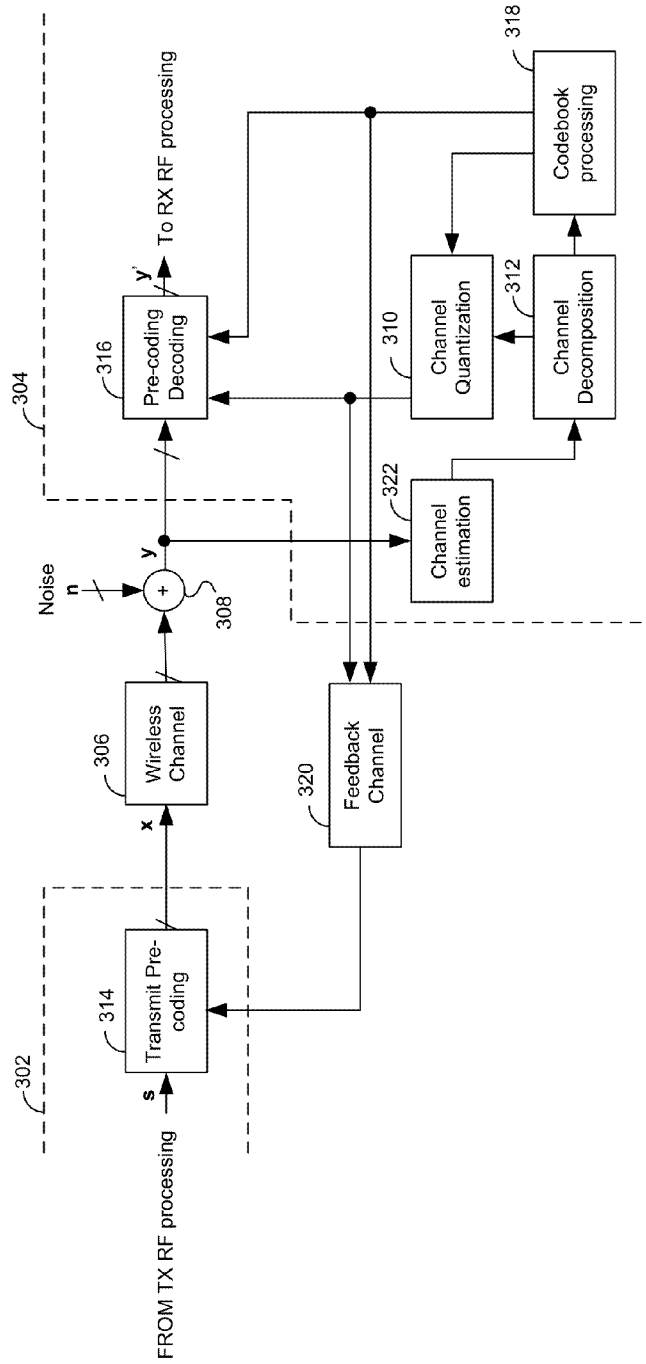 302
304
FROM TX RF processing
s
314
Transmit Pre-
coding
x
306
Wireless
Channel
Noise
n
+
308
y
316
Pre-coding
Decoding
y'
To RX RF processing
320
Feedback
Channel
322
Channel
estimation
310
Channel
Quantization
312
Channel
Decomposition
318
Codebook
processing